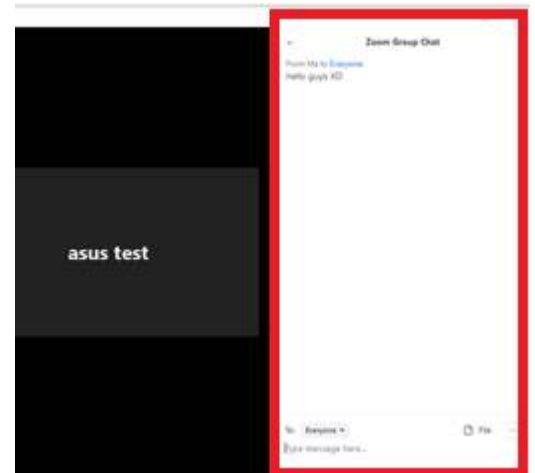 Zoom Group Chat
From Me to Everyone
hello guys XD
asus test
To: Everyone
File
Type message here...